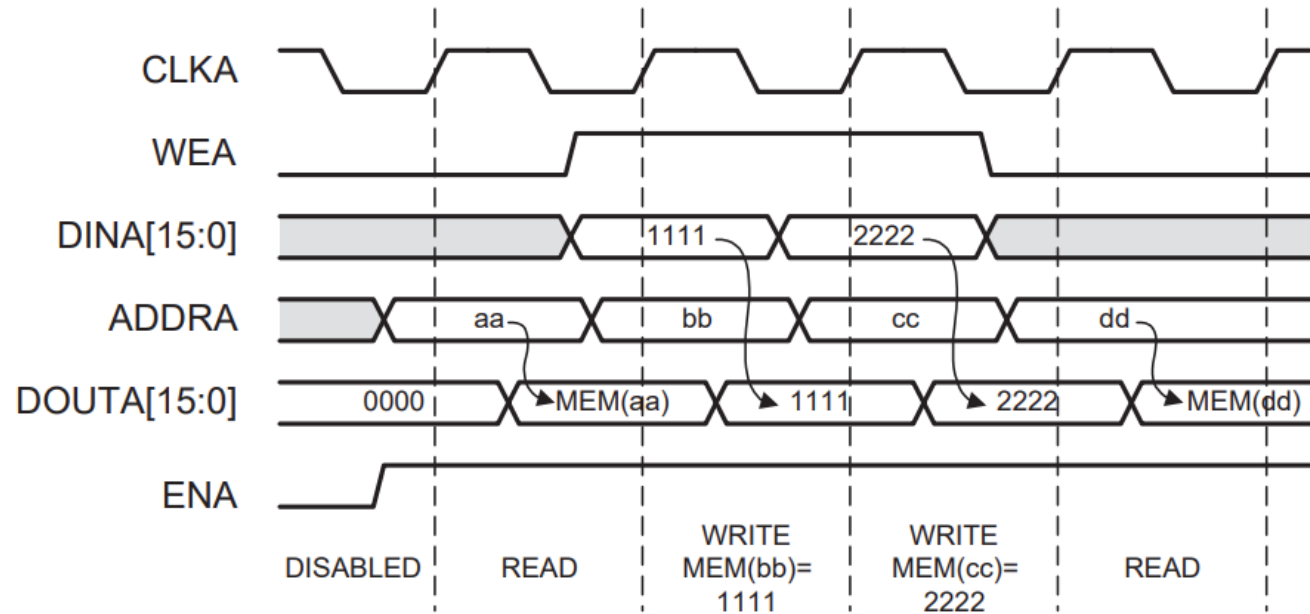 CLKA
WEA
DINA[15:0] 1111 2222
ADDRA aa bb cc dd
DOUTA[15:0] 0000 MEM(aa) 1111 2222 MEM(dd)
ENA
DISABLED READ WRITE MEM(bb)= 1111 WRITE MEM(cc)= 2222 READ